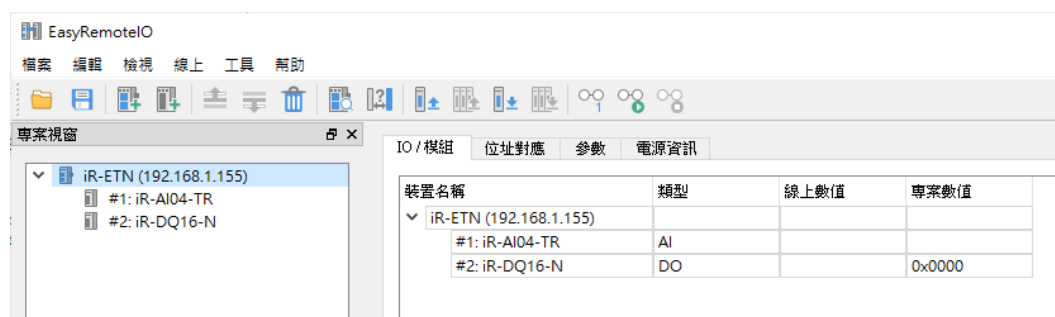 EasyRemoteIO
檔案 編輯 檢視 線上 工具 幫助
專案視窗
iR-ETN (192.168.1.155)
#1: iR-AI04-TR
#2: iR-DQ16-N
IO / 模組 位址對應 參數 電源資訊
裝置名稱 類型 線上數值 專案數值
iR-ETN (192.168.1.155)
#1: iR-AI04-TR AI
#2: iR-DQ16-N DO 0x0000